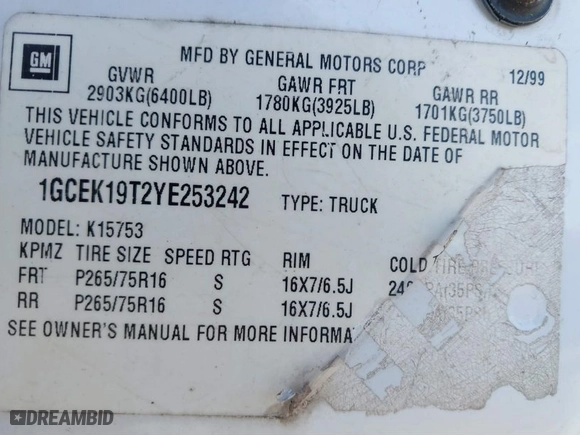 GM
MFD BY GENERAL MOTORS CORP
12/99
GVWR GAWR FRT GAWR RR
2903KG(6400LB) 1780KG(3925LB) 1701KG(3750LB)
THIS VEHICLE CONFORMS TO ALL APPLICABLE U.S. FEDERAL MOTOR
VEHICLE SAFETY STANDARDS IN EFFECT ON THE DATE OF
MANUFACTURE SHOWN ABOVE.
1GCEK19T2YE253242 TYPE: TRUCK
MODEL: K15753
KPMZ TIRE SIZE SPEED RTG RIM COLD TIRE
FRT P265/75R16 S 16X7/6.5J
RR P265/75R16 S 16X7/6.5J
SEE OWNER'S MANUAL FOR MORE
DREAMBID